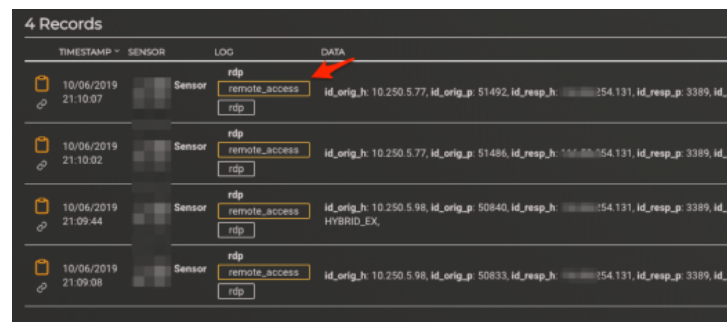 4 Records
TIMESTAMP SENSOR LOG DATA
rdp
10/06/2019 Sensor remote_access id_orig_h: 10.250.5.77, id_orig_p: 51492, id_resp_h: 254.131, id_resp_p: 3389, id_
21:10:07 rdp
rdp
10/06/2019 Sensor remote_access id_orig_h: 10.250.5.77, id_orig_p: 51486, id_resp_h: 54.131, id_resp_p: 3389, id_
21:10:02 rdp
rdp
10/06/2019 Sensor remote_access id_orig_h: 10.250.5.98, id_orig_p: 50840, id_resp_h: 54.131, id_resp_p: 3389, id_
21:09:44 rdp HYBRID_EX,
rdp
10/06/2019 Sensor remote_access id_orig_h: 10.250.5.98, id_orig_p: 50833, id_resp_h: 254.131, id_resp_p: 3389, id_
21:09:08 rdp